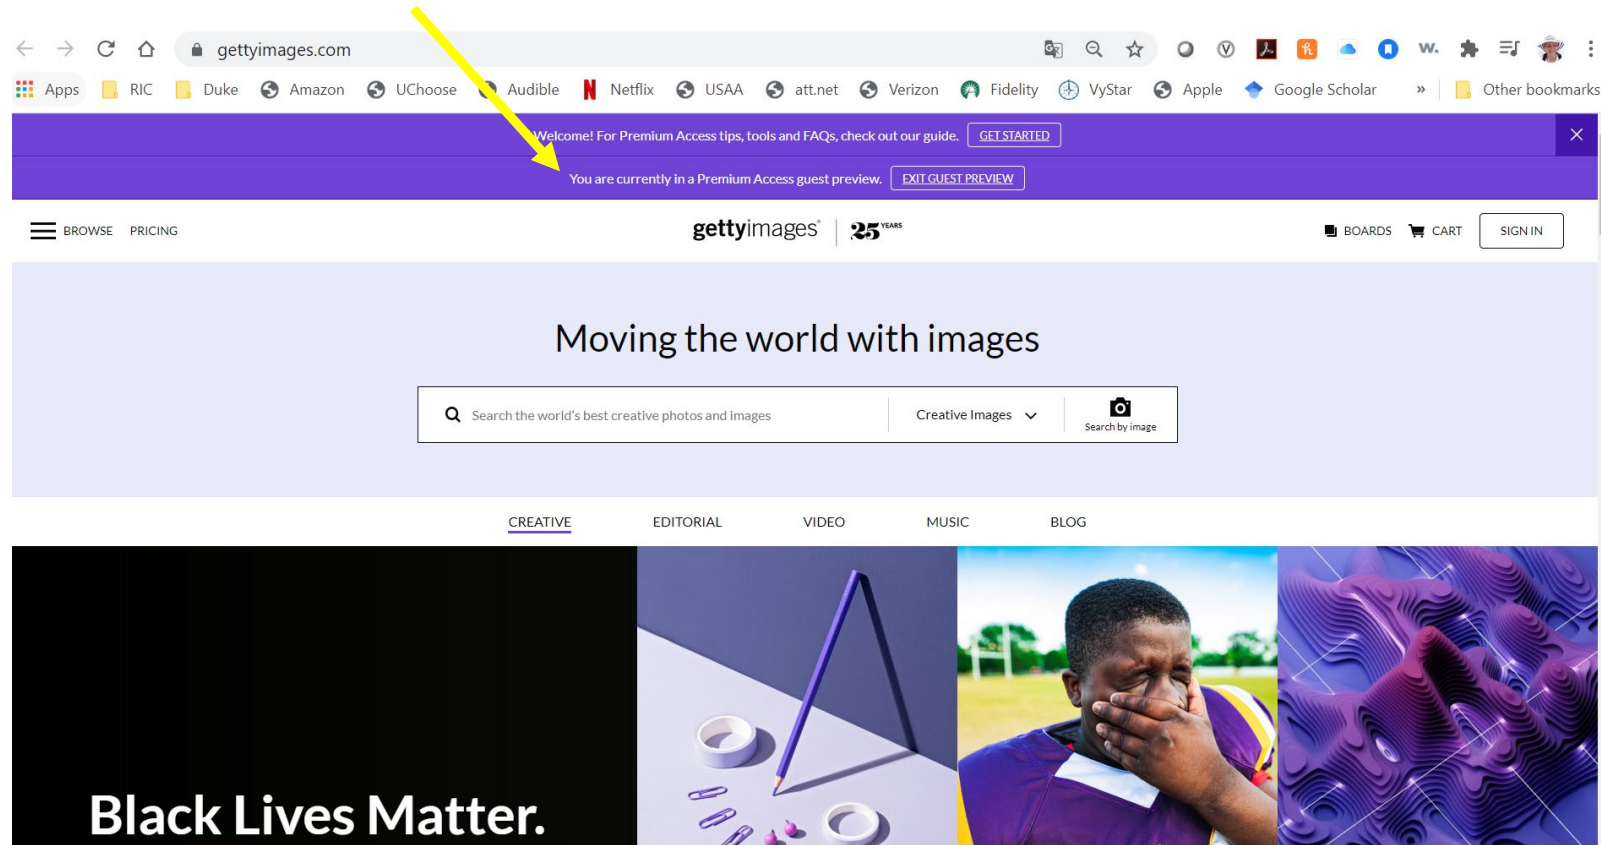 gettyimages.com
W.
Apps RIC Duke Amazon UChoose Audible Netflix USAA att.net Verizon Fidelity VyStar Apple Google Scholar » Other bookmarks
Welcome! For Premium Access tips, tools and FAQs, check out our guide. GET STARTED
You are currently in a Premium Access guest preview. EXIT GUEST PREVIEW
BROWSE PRICING gettyimages® 25 YEARS BOARDS CART SIGN IN
Moving the world with images
Search the world's best creative photos and images Creative Images Search by image
CREATIVE EDITORIAL VIDEO MUSIC BLOG
Black Lives Matter.